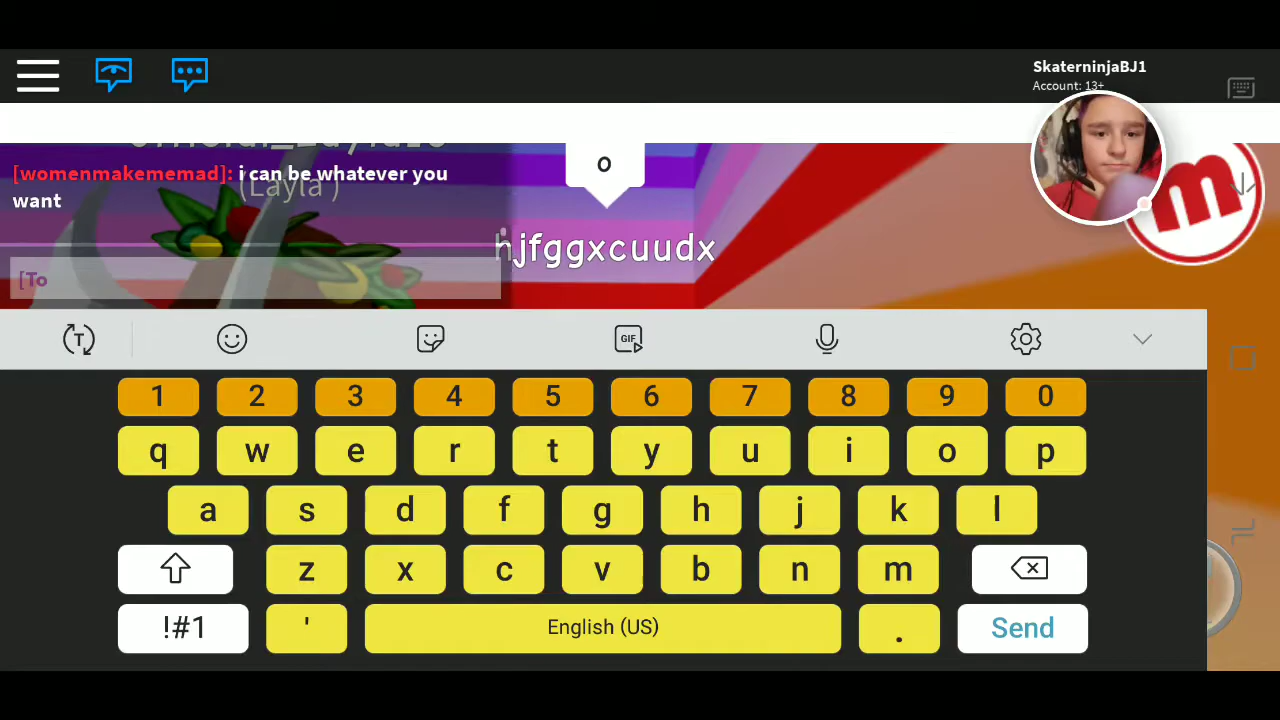 SkaterninjaBJ1
Account: 13+
[womenmakememad]: i can be whatever you
want
(Layla )
o
hjfggxcuudx
[To
m
T
GIF
1 2 3 4 5 6 7 8 9 0
q w e r t y u i o p
a s d f g h j k l
z x c v b n m
!#1 ' English (US) . Send